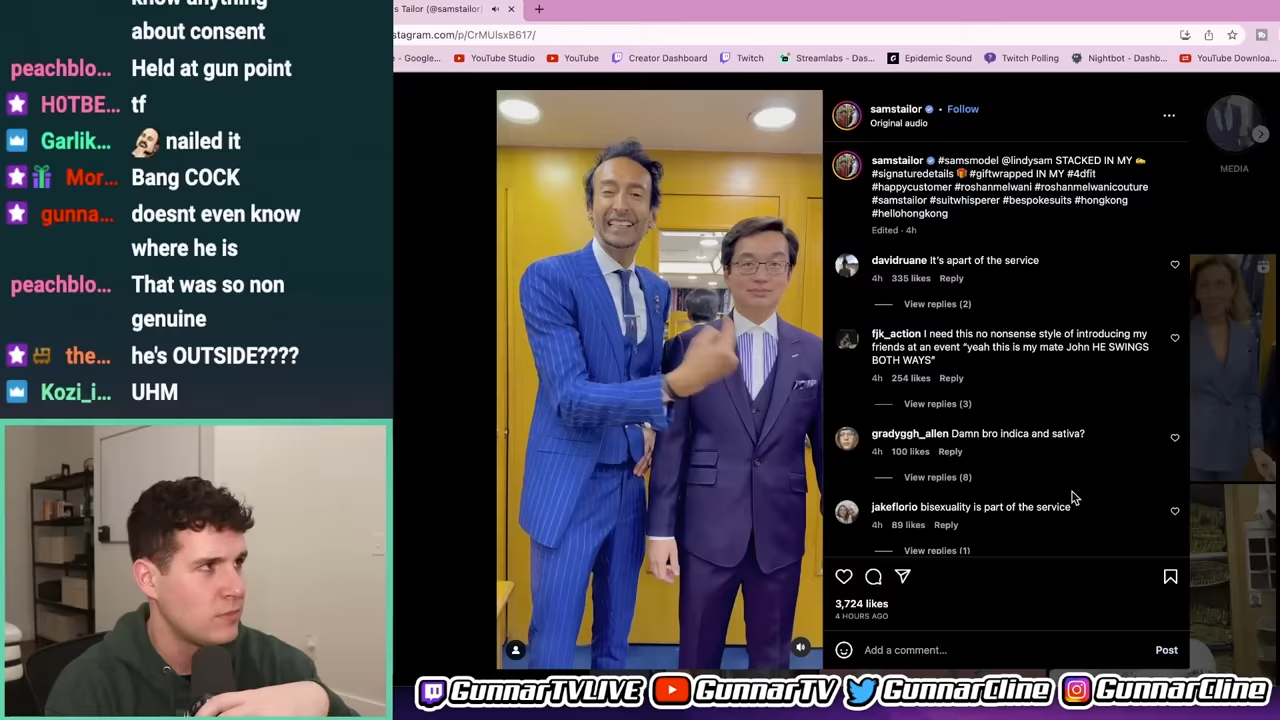 know anything
about consent
peachblo... Held at gun point
H0TBE... tf
Garlik... nailed it
Mor... Bang COCK
gunna... doesnt even know
where he is
peachblo... That was so non
genuine
the... he's OUTSIDE????
Kozi_i... UHM
s Tailor (@samstailor)
stagram.com/p/CrMUlsxB617/
e - Google...
YouTube Studio
YouTube
Creator Dashboard
Twitch
Streamlabs - Das...
Epidemic Sound
Twitch Polling
Nightbot - Dashb...
YouTube Downloa...
samstailor • Follow
Original audio
samstailor #samsmodel @lindysam STACKED IN MY
#signaturedetails #giftwrapped IN MY #4dfit
#happycustomer #roshanmelwani #roshanmelwanicouture
#samstailor #suitwhisperer #bespokesuits #hongkong
#hellohongkong
Edited · 4h
davidruane It's apart of the service
4h 335 likes Reply
View replies (2)
fjk_action I need this no nonsense style of introducing my
friends at an event “yeah this is my mate John HE SWINGS
BOTH WAYS”
4h 254 likes Reply
View replies (3)
gradyggh_allen Damn bro indica and sativa?
4h 100 likes Reply
View replies (8)
jakeflorio bisexuality is part of the service
4h 89 likes Reply
View replies (1)
3,724 likes
4 HOURS AGO
Add a comment...
Post
MEDIA
GunnarTVLIVE
GunnarTV
GunnarCline
GunnarCline